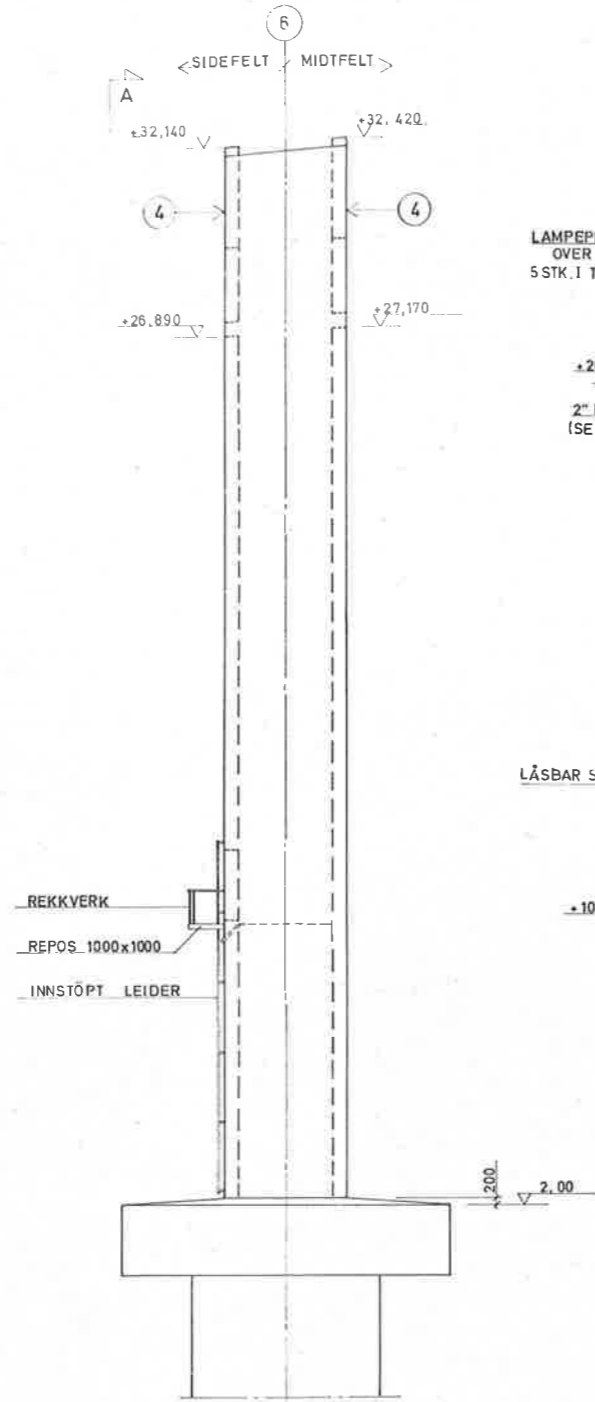 6
SIDEFELT MIDTFELT
A
+32,140
+32,420
4
4
LAMPEP
OVER
5 STK. I T
+26,890
+27,170
+2
2"
(SE
LÅSBAR S
REKKVERK
+10
REPOS 1000x1000
INNSTÖPT LEIDER
200
2,00